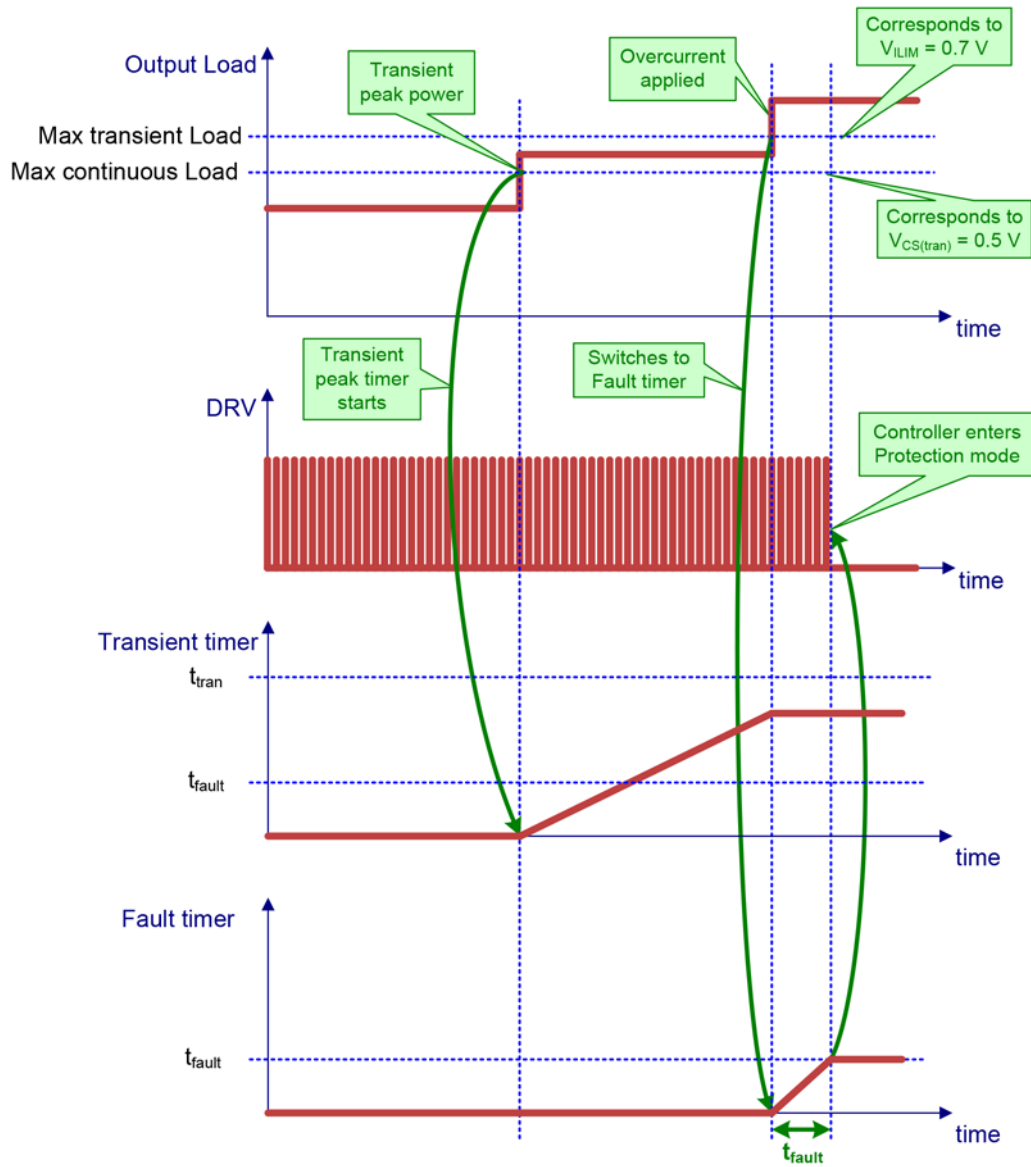 Output Load
Transient
peak power
Overcurrent
applied
Corresponds to
VILIM = 0.7 V
Max transient Load
Max continuous Load
Corresponds to
VCS(tran) = 0.5 V
time
Transient
peak timer
starts
Switches to
Fault timer
DRV
Controller enters
Protection mode
time
Transient timer
ttran
tfault
time
Fault timer
tfault
time
tfault